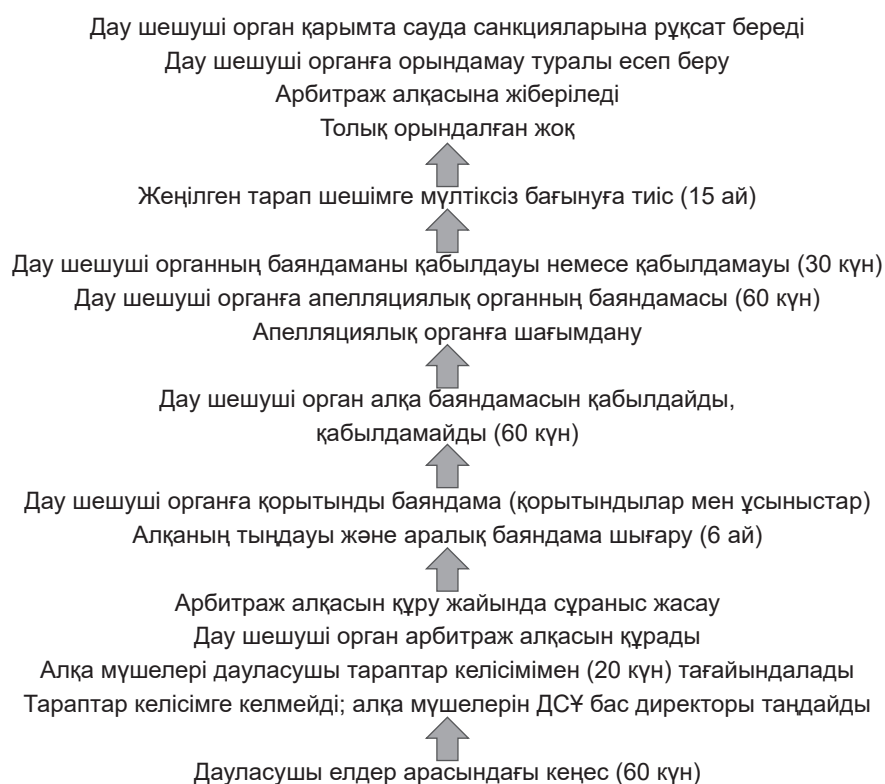 Дау шешуші орган қарымта сауда санкцияларына рұқсат береді
Дау шешуші органға орындамау туралы есеп беру
Арбитраж алқасына жіберіледі
Толық орындалған жоқ
Жеңілген тарап шешімге мүлтіксіз бағынуға тиіс (15 ай)
Дау шешуші органның баяндаманы қабылдауы немесе қабылдамауы (30 күн)
Дау шешуші органға апелляциялық органның баяндамасы (60 күн)
Апелляциялық органға шағымдану
Дау шешуші орган алқа баяндамасын қабылдайды,
қабылдамайды (60 күн)
Дау шешуші органға қорытынды баяндама (қорытындылар мен ұсыныстар)
Алқаның тыңдауы және аралық баяндама шығару (6 ай)
Арбитраж алқасын құру жайында сұраныс жасау
Дау шешуші орган арбитраж алқасын құрады
Алқа мүшелері дауласушы тараптар келісімімен (20 күн) тағайындалады
Тараптар келісімге келмейді; алқа мүшелерін ДСҰ бас директоры таңдайды
Дауласушы елдер арасындағы кеңес (60 күн)